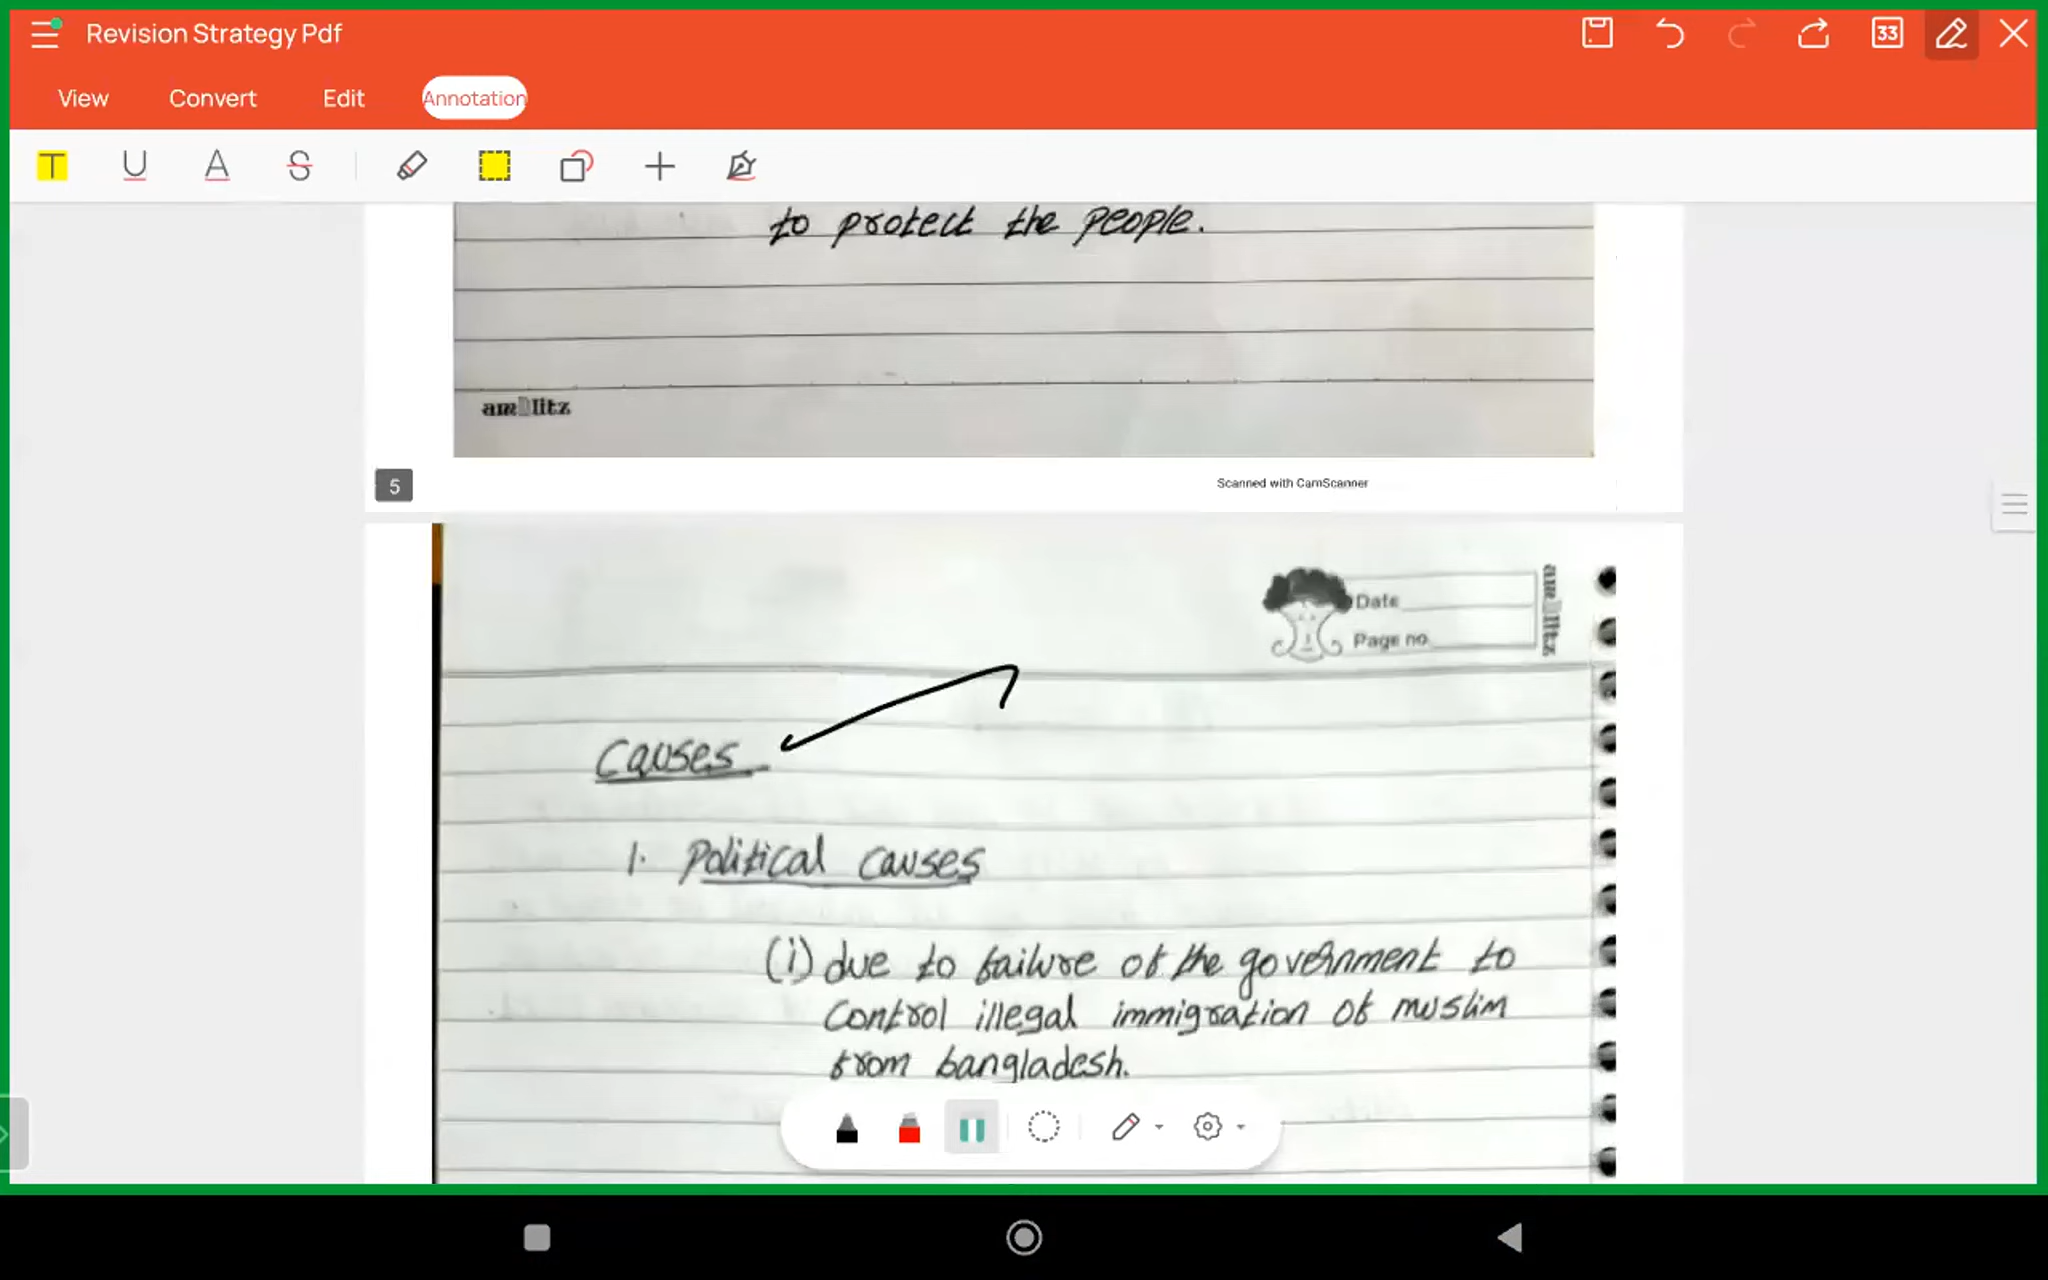 Revision Strategy Pdf
33
View Convert Edit Annotation
T U A S
to protect the people.
5
Scanned with CamScanner
Date
Page no.
Causes
1. Political causes
(i) due to failure of the government to
control illegal immigration of muslim
from bangladesh.